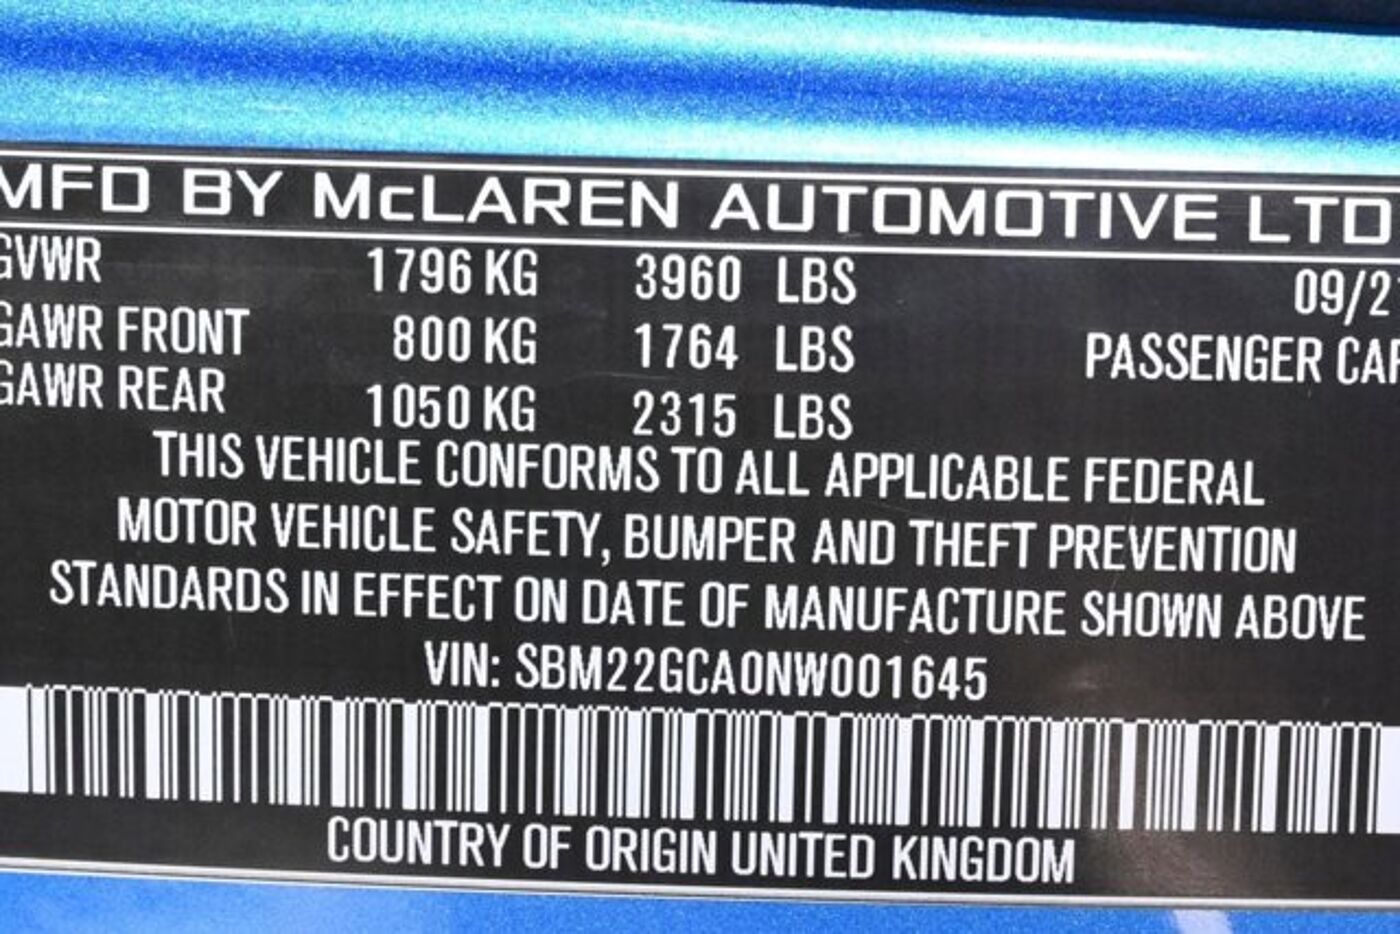 MFD BY McLAREN AUTOMOTIVE LTD
GVWR 1796 KG 3960 LBS 09/21
GAWR FRONT 800 KG 1764 LBS PASSENGER CAR
GAWR REAR 1050 KG 2315 LBS
THIS VEHICLE CONFORMS TO ALL APPLICABLE FEDERAL
MOTOR VEHICLE SAFETY, BUMPER AND THEFT PREVENTION
STANDARDS IN EFFECT ON DATE OF MANUFACTURE SHOWN ABOVE
VIN: SBM22GCA0NW001645
COUNTRY OF ORIGIN UNITED KINGDOM